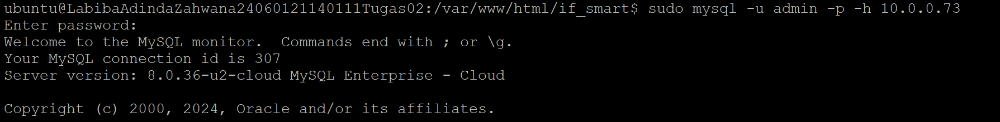 ubuntu@LabibaAdindaZahwana24060121140111Tugas02:/var/www/html/if_smart$ sudo mysql -u admin -p -h 10.0.0.73
Enter password:
Welcome to the MySQL monitor.  Commands end with ; or \g.
Your MySQL connection id is 307
Server version: 8.0.36-u2-cloud MySQL Enterprise - Cloud
Copyright (c) 2000, 2024, Oracle and/or its affiliates.